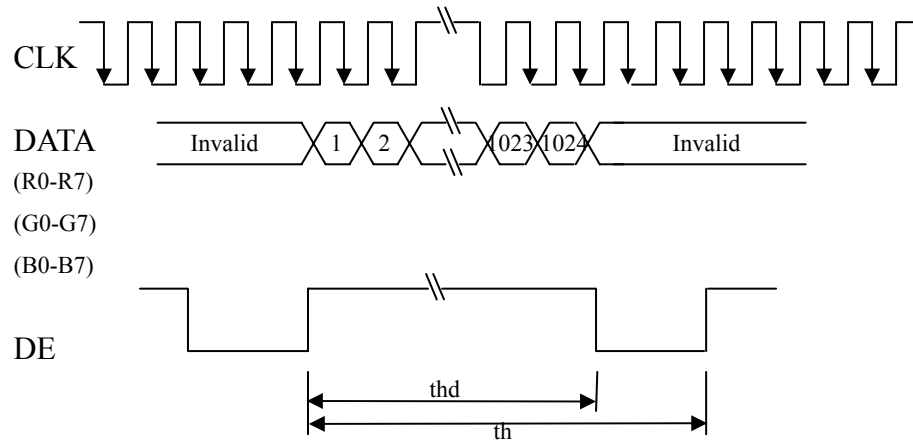 CLK
DATA
Invalid
1
2
1023
1024
Invalid
(R0-R7)
(G0-G7)
(B0-B7)
DE
thd
th